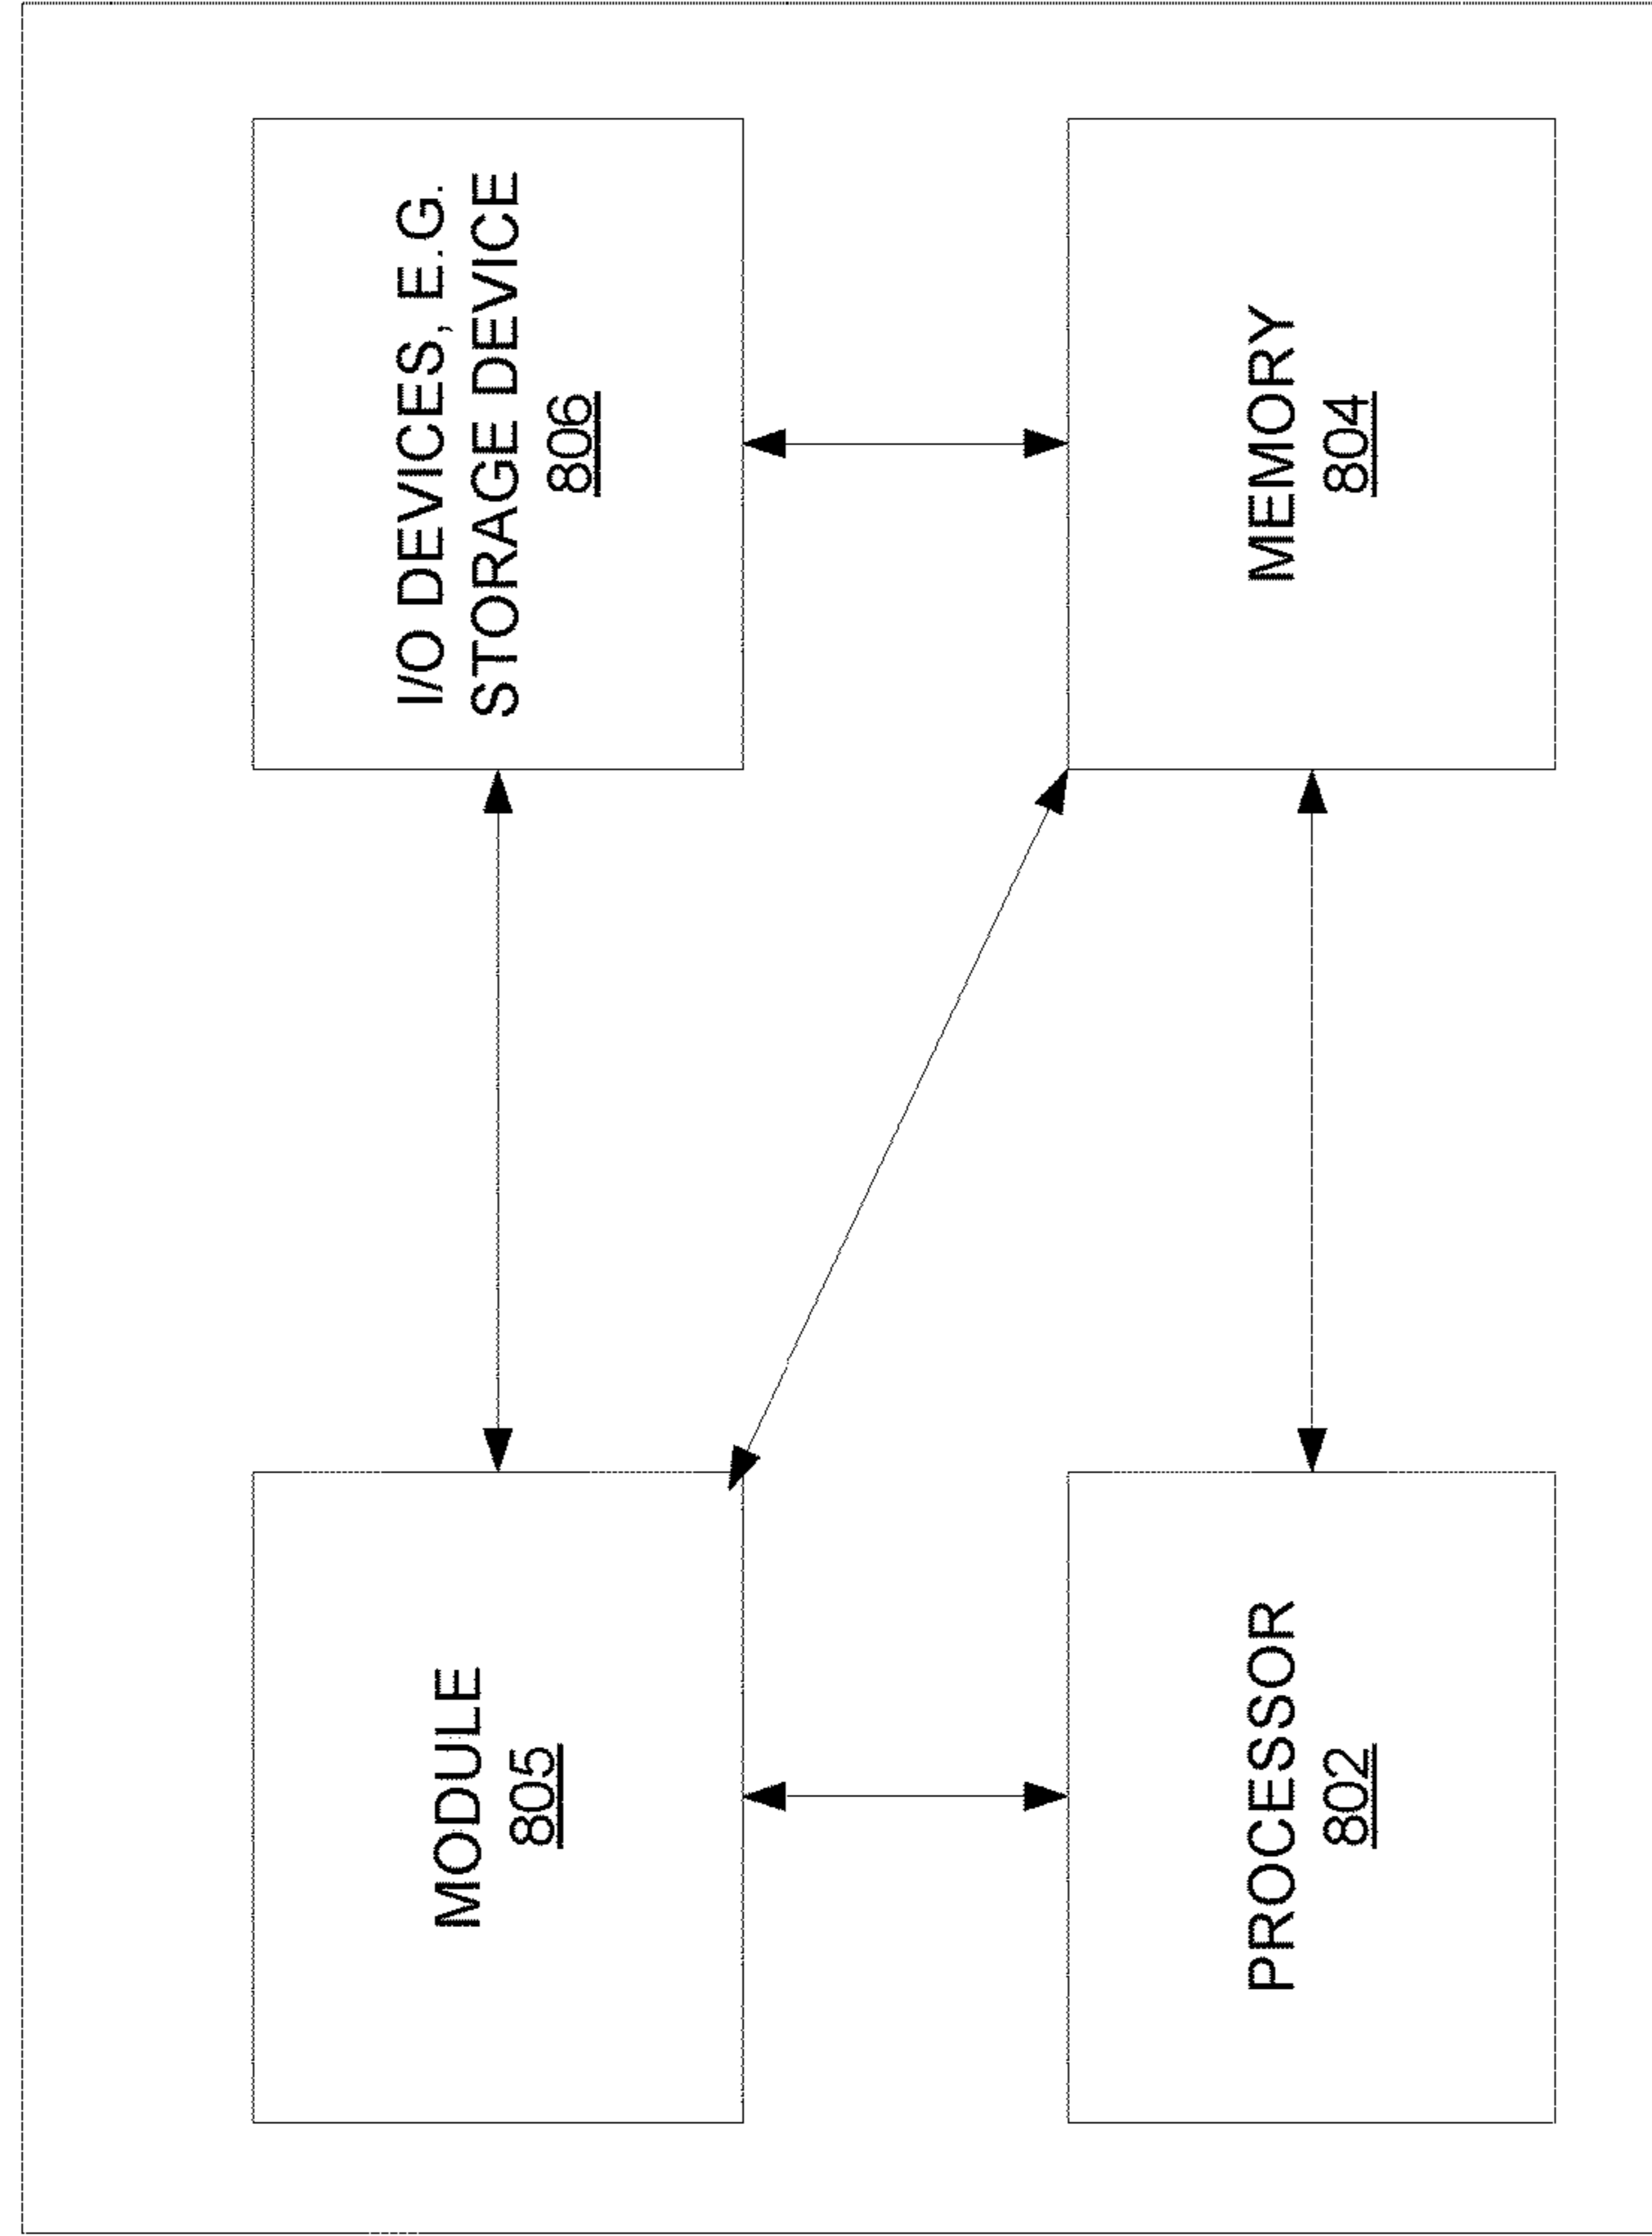 MODULE
805
I/O DEVICES, E.G.
STORAGE DEVICE
806
PROCESSOR
802
MEMORY
804